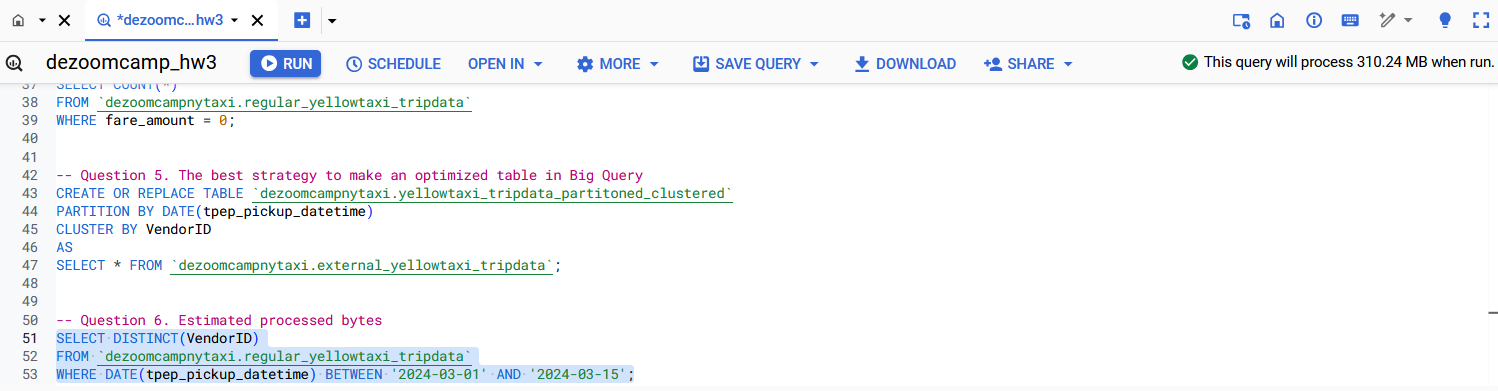 *dezoomc...hw3
dezoomcamp_hw3 RUN SCHEDULE OPEN IN MORE SAVE QUERY DOWNLOAD SHARE This query will process 310.24 MB when run.
37 SELECT COUNT(*)
38 FROM `dezoomcampnytaxi.regular_yellowtaxi_tripdata`
39 WHERE fare_amount = 0;
40
41
42 -- Question 5. The best strategy to make an optimized table in Big Query
43 CREATE OR REPLACE TABLE `dezoomcampnytaxi.yellowtaxi_tripdata_partitoned_clustered`
44 PARTITION BY DATE(tpep_pickup_datetime)
45 CLUSTER BY VendorID
46 AS
47 SELECT * FROM `dezoomcampnytaxi.external_yellowtaxi_tripdata`;
48
49
50 -- Question 6. Estimated processed bytes
51 SELECT DISTINCT(VendorID)
52 FROM `dezoomcampnytaxi.regular_yellowtaxi_tripdata`
53 WHERE DATE(tpep_pickup_datetime) BETWEEN '2024-03-01' AND '2024-03-15';